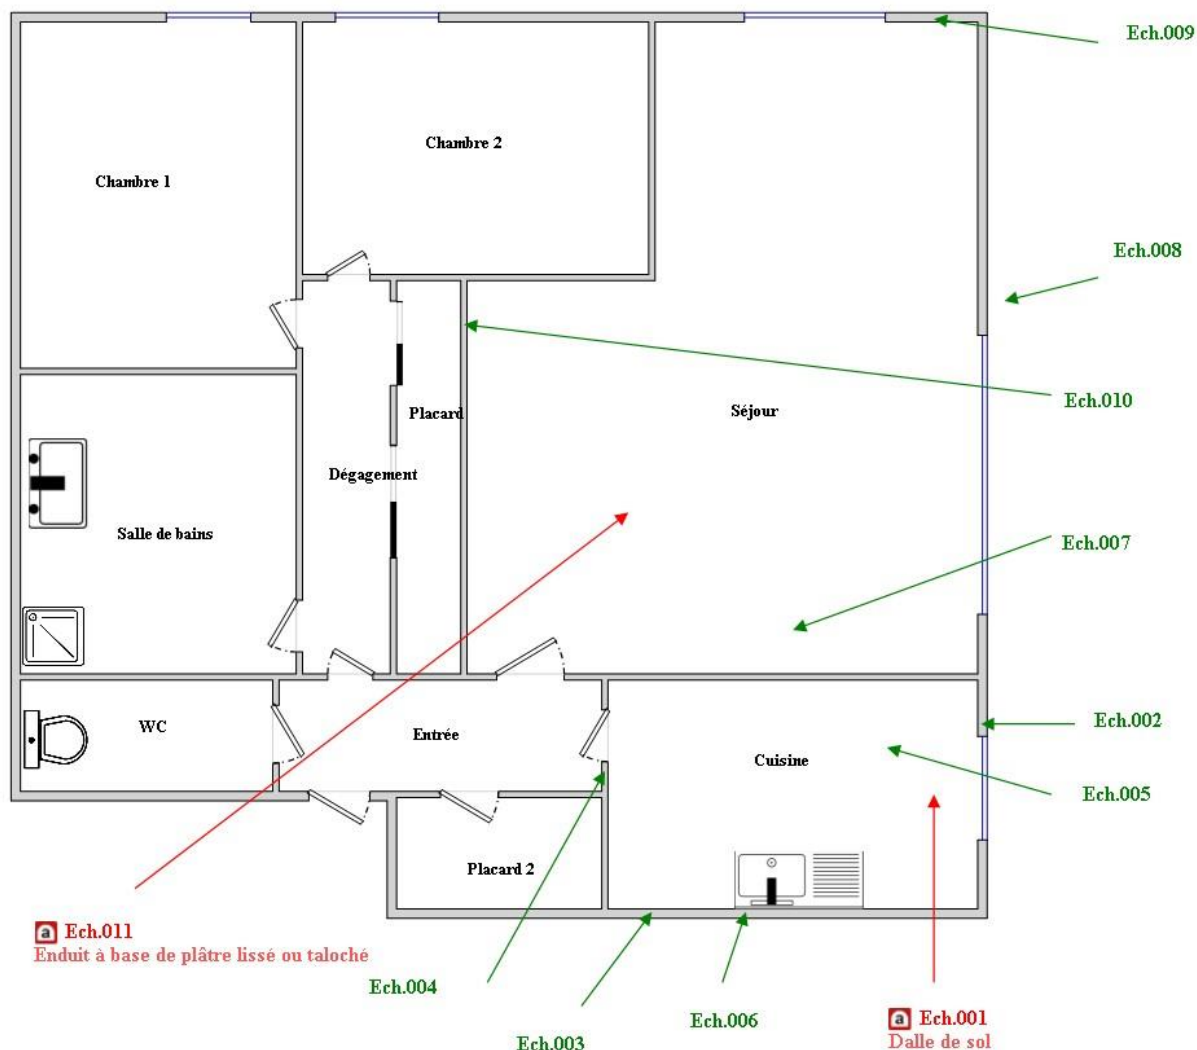 Ech.009
Chambre 2
Chambre 1
Ech.008
Ech.010
Placard
Séjour
Dégagement
Salle de bains
Ech.007
WC
Entrée
Ech.002
Cuisine
Ech.005
Placard 2
a Ech.011
Enduit à base de plâtre lissé ou taloché
Ech.004
Ech.006
a Ech.001
Ech.003
Dalle de sol